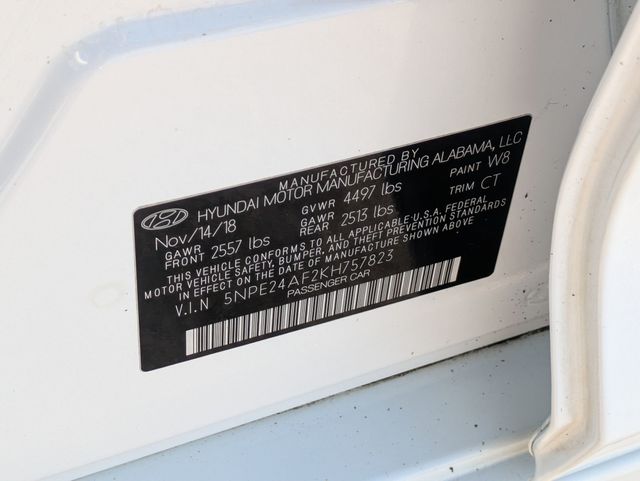 MANUFACTURED BY
HYUNDAI MOTOR MANUFACTURING ALABAMA, LLC
Nov/14/18 GVWR 4497 lbs PAINT W8
GAWR FRONT 2557 lbs GAWR REAR 2513 lbs TRIM CT
THIS VEHICLE CONFORMS TO ALL APPLICABLE U.S.A. FEDERAL
MOTOR VEHICLE SAFETY, BUMPER, AND THEFT PREVENTION STANDARDS
IN EFFECT ON THE DATE OF MANUFACTURE SHOWN ABOVE.
V.I.N 5NPE24AF2KH757823
PASSENGER CAR